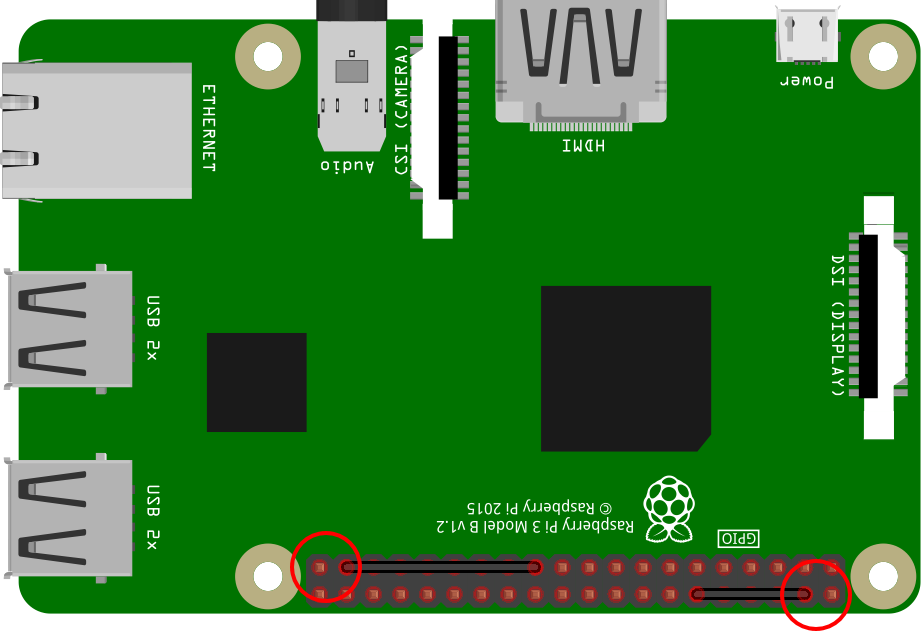 Power
HDMI
CSI (CAMERA)
Audio
ETHERNET
DSI (DISPLAY)
USB 2x
USB 2x
Raspberry Pi 3 Model B v1.2
© Raspberry Pi 2015
GPIO